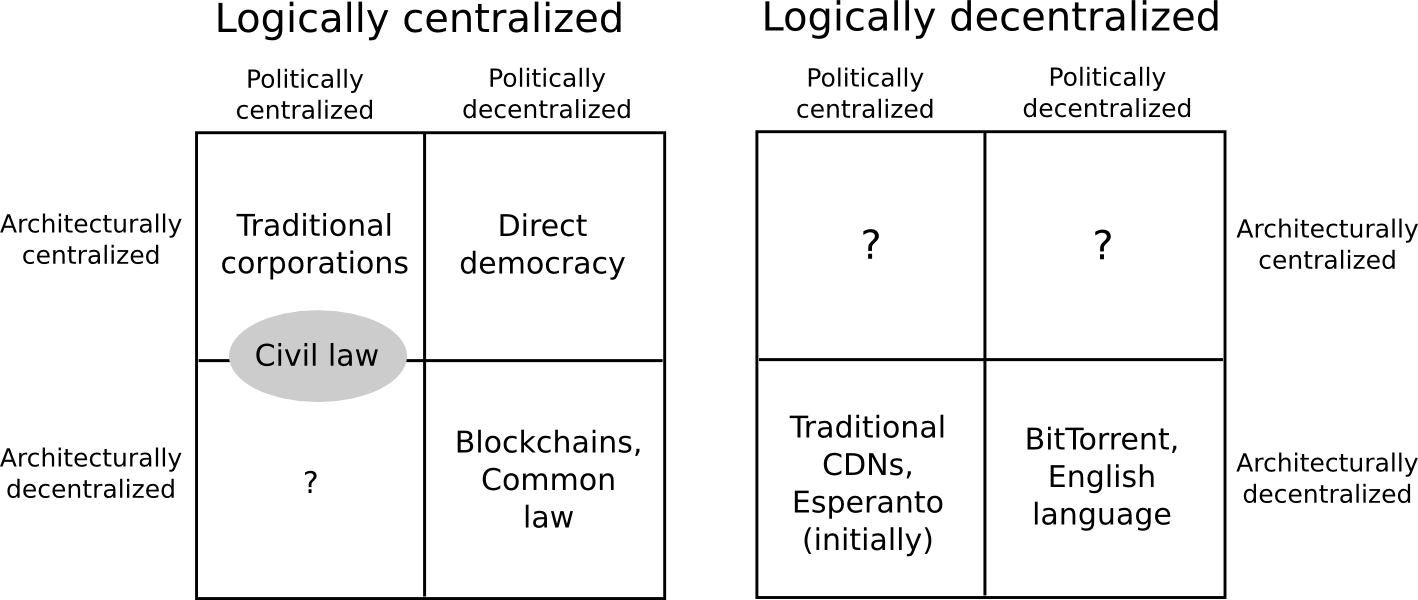 Logically centralized
Logically decentralized
Politically
centralized
Politically
decentralized
Politically
centralized
Politically
decentralized
Architecturally
centralized
Traditional
corporations
Direct
democracy
?
?
Architecturally
centralized
Civil law
Architecturally
decentralized
?
Blockchains,
Common
law
Traditional
CDNs,
Esperanto
(initially)
BitTorrent,
English
language
Architecturally
decentralized